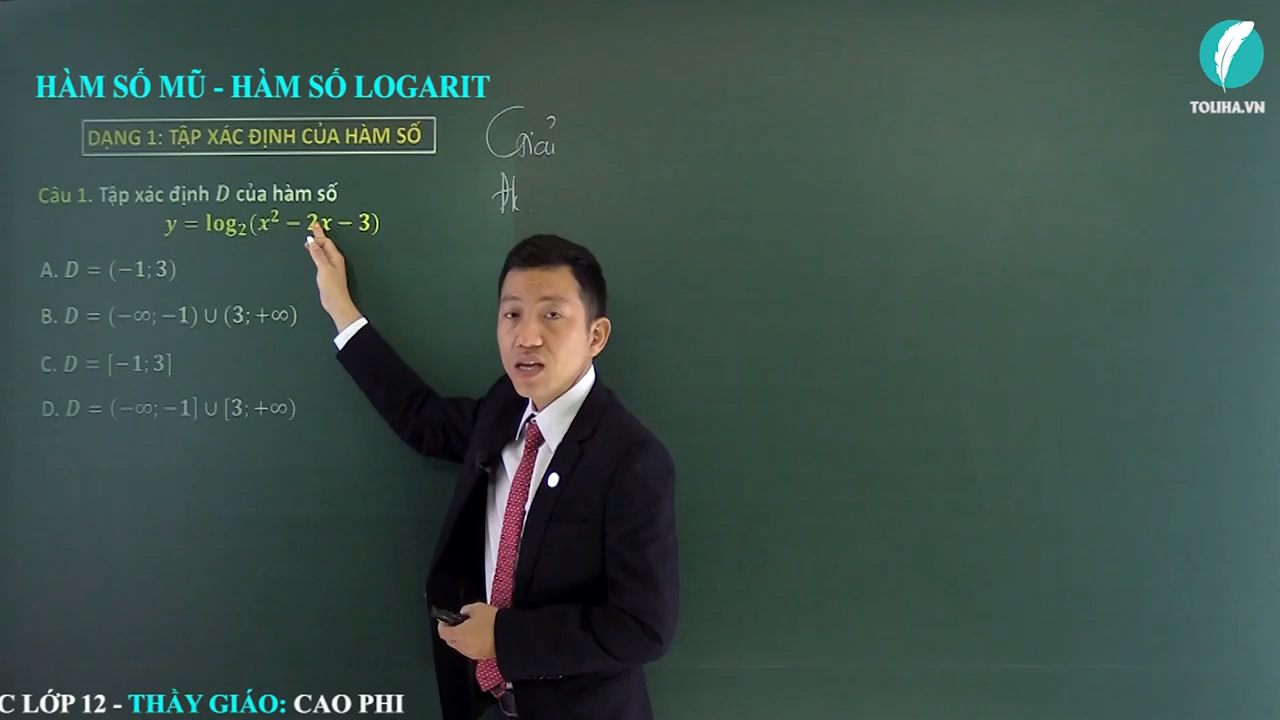 TOLIHA.VN
HÀM SỐ MŨ - HÀM SỐ LOGARIT
DẠNG 1: TẬP XÁC ĐỊNH CỦA HÀM SỐ
Giải
Đk
Câu 1. Tập xác định D của hàm số
y = log₂(x² − 2x − 3)
A. D = (−1; 3)
B. D = (−∞; −1) ∪ (3; +∞)
C. D = [−1; 3]
D. D = (−∞; −1] ∪ [3; +∞)
C LỚP 12 - THẦY GIÁO: CAO PHI